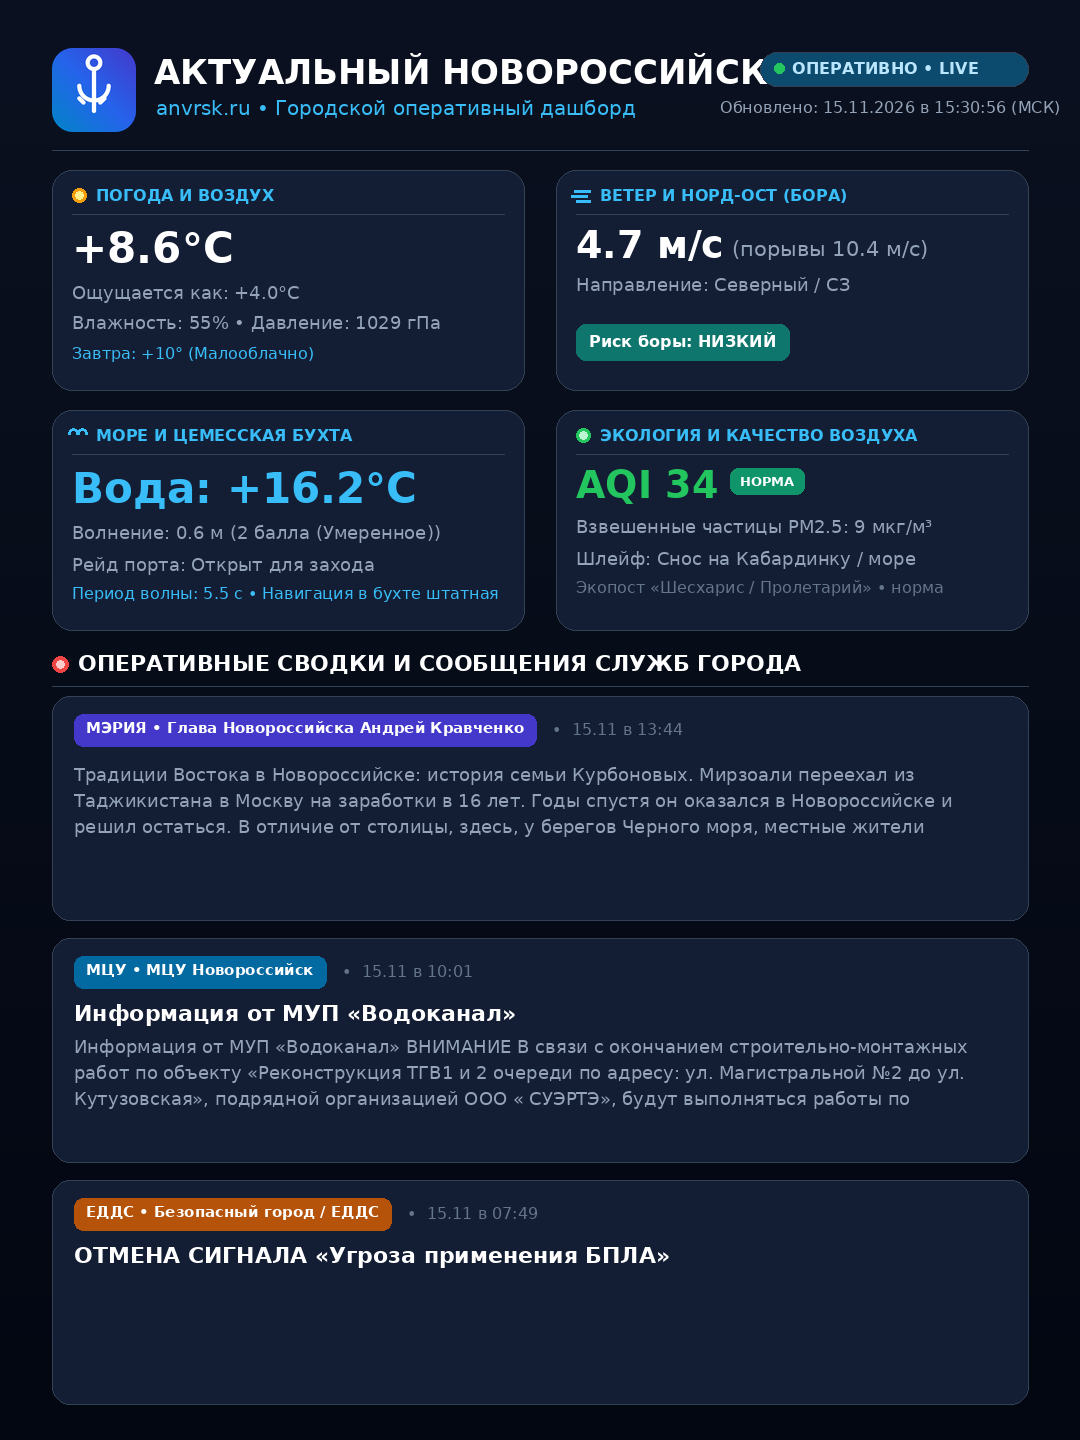 АКТУАЛЬНЫЙ НОВОРОССИЙСК
ОПЕРАТИВНО • LIVE
anvrsk.ru • Городской оперативный дашборд
Обновлено: 15.11.2026 в 15:30:56 (МСК)
ПОГОДА И ВОЗДУХ
+8.6°C
Ощущается как: +4.0°C
Влажность: 55% • Давление: 1029 гПа
Завтра: +10° (Малооблачно)
ВЕТЕР И НОРД-ОСТ (БОРА)
4.7 м/с (порывы 10.4 м/с)
Направление: Северный / СЗ
Риск боры: НИЗКИЙ
МОРЕ И ЦЕМЕССКАЯ БУХТА
Вода: +16.2°C
Волнение: 0.6 м (2 балла (Умеренное))
Рейд порта: Открыт для захода
Период волны: 5.5 с • Навигация в бухте штатная
ЭКОЛОГИЯ И КАЧЕСТВО ВОЗДУХА
AQI 34 НОРМА
Взвешенные частицы PM2.5: 9 мкг/м³
Шлейф: Снос на Кабардинку / море
Экопост «Шесхарис / Пролетарий» • норма
ОПЕРАТИВНЫЕ СВОДКИ И СООБЩЕНИЯ СЛУЖБ ГОРОДА
МЭРИЯ • Глава Новороссийска Андрей Кравченко • 15.11 в 13:44
Традиции Востока в Новороссийске: история семьи Курбоновых. Мирзоали переехал из
Таджикистана в Москву на заработки в 16 лет. Годы спустя он оказался в Новороссийске и
решил остаться. В отличие от столицы, здесь, у берегов Черного моря, местные жители
МЦУ • МЦУ Новороссийск • 15.11 в 10:01
Информация от МУП «Водоканал»
Информация от МУП «Водоканал» ВНИМАНИЕ В связи с окончанием строительно-монтажных
работ по объекту «Реконструкция ТГВ1 и 2 очереди по адресу: ул. Магистральной №2 до ул.
Кутузовская», подрядной организацией ООО « СУЭРТЭ», будут выполняться работы по
ЕДДС • Безопасный город / ЕДДС • 15.11 в 07:49
ОТМЕНА СИГНАЛА «Угроза применения БПЛА»